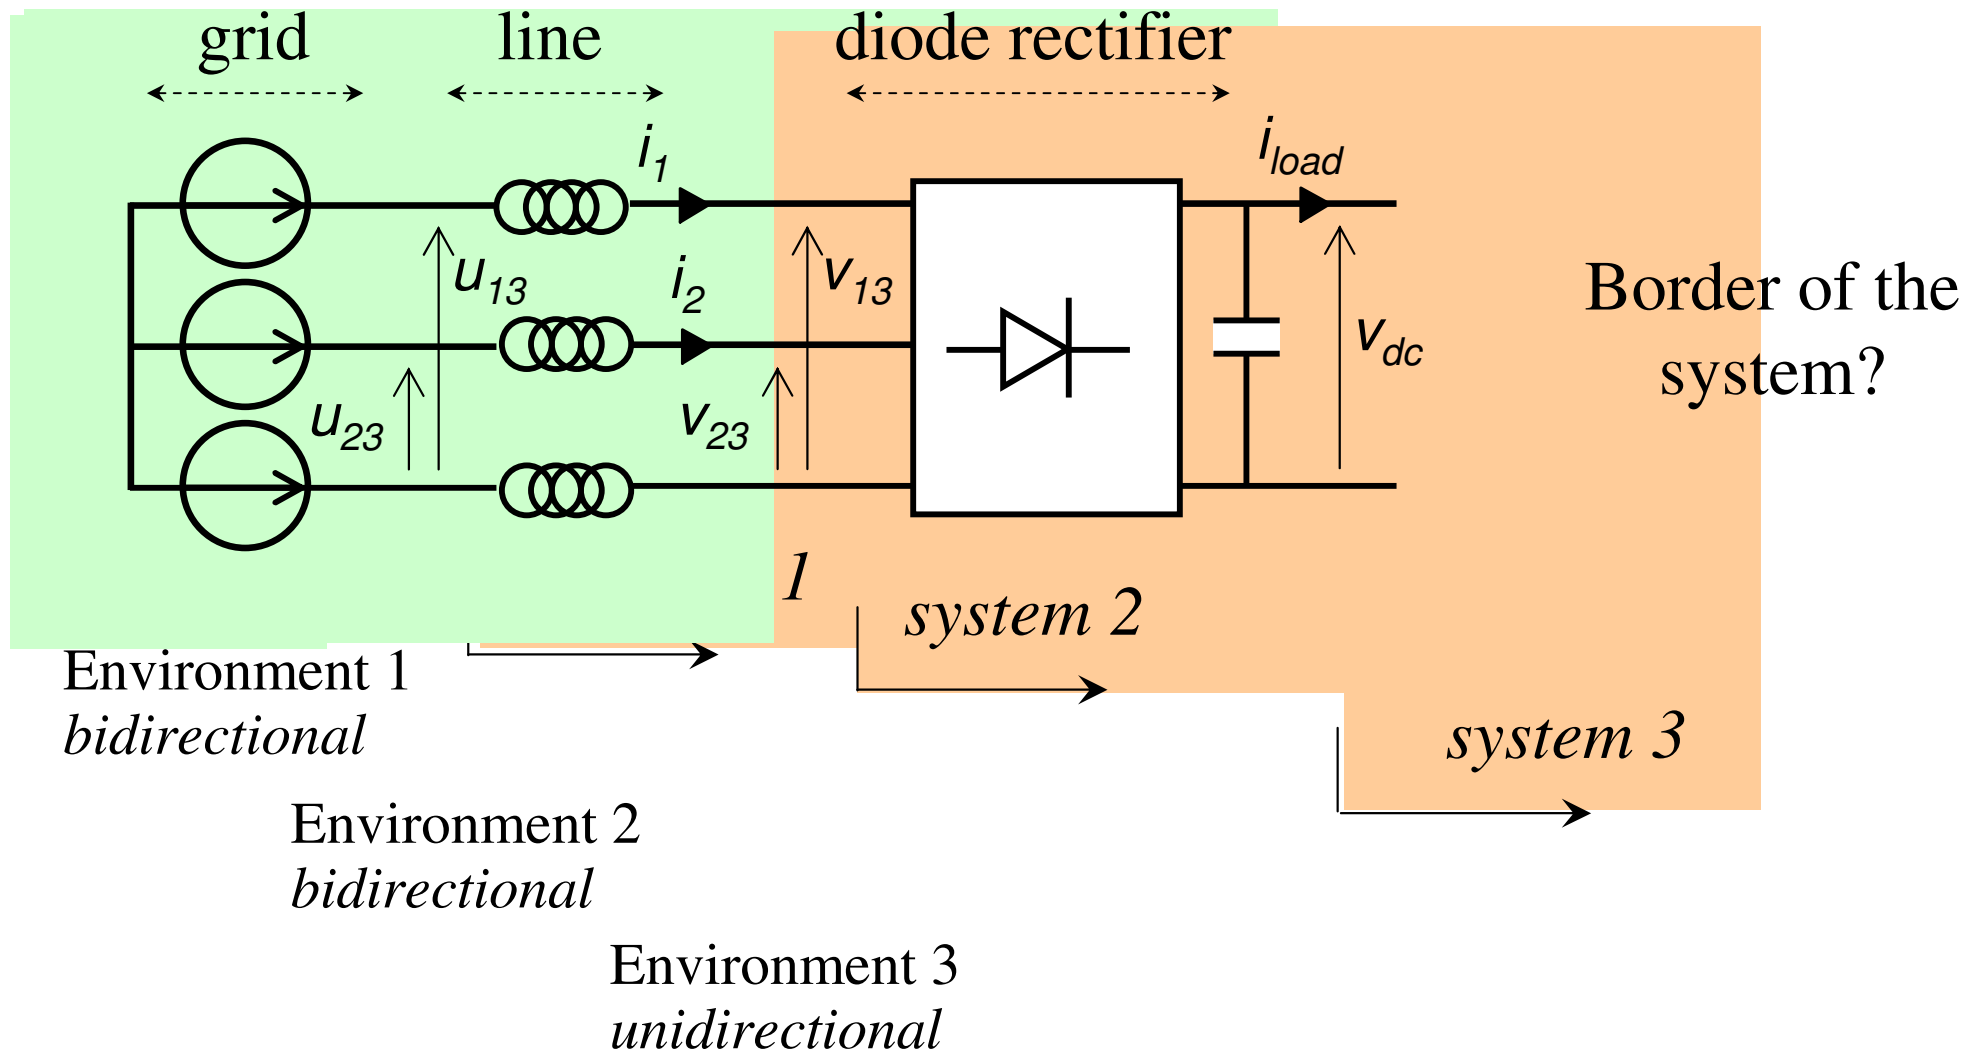 grid line diode rectifier
i1 iload
u13 i2 v13
vdc
u23 v23
Border of the
system?
1
system 2
system 3
Environment 1
bidirectional
Environment 2
bidirectional
Environment 3
unidirectional